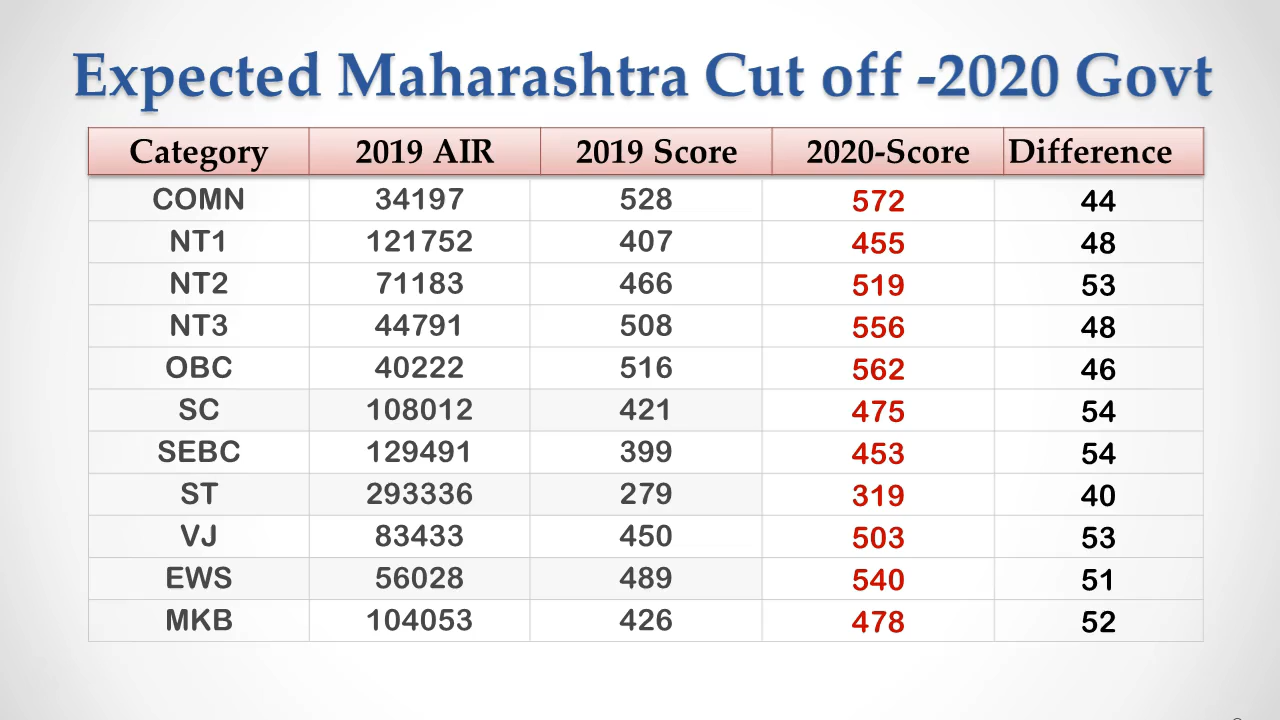 Expected Maharashtra Cut off -2020 Govt
Category 2019 AIR 2019 Score 2020-Score Difference
COMN 34197 528 572 44
NT1 121752 407 455 48
NT2 71183 466 519 53
NT3 44791 508 556 48
OBC 40222 516 562 46
SC 108012 421 475 54
SEBC 129491 399 453 54
ST 293336 279 319 40
VJ 83433 450 503 53
EWS 56028 489 540 51
MKB 104053 426 478 52